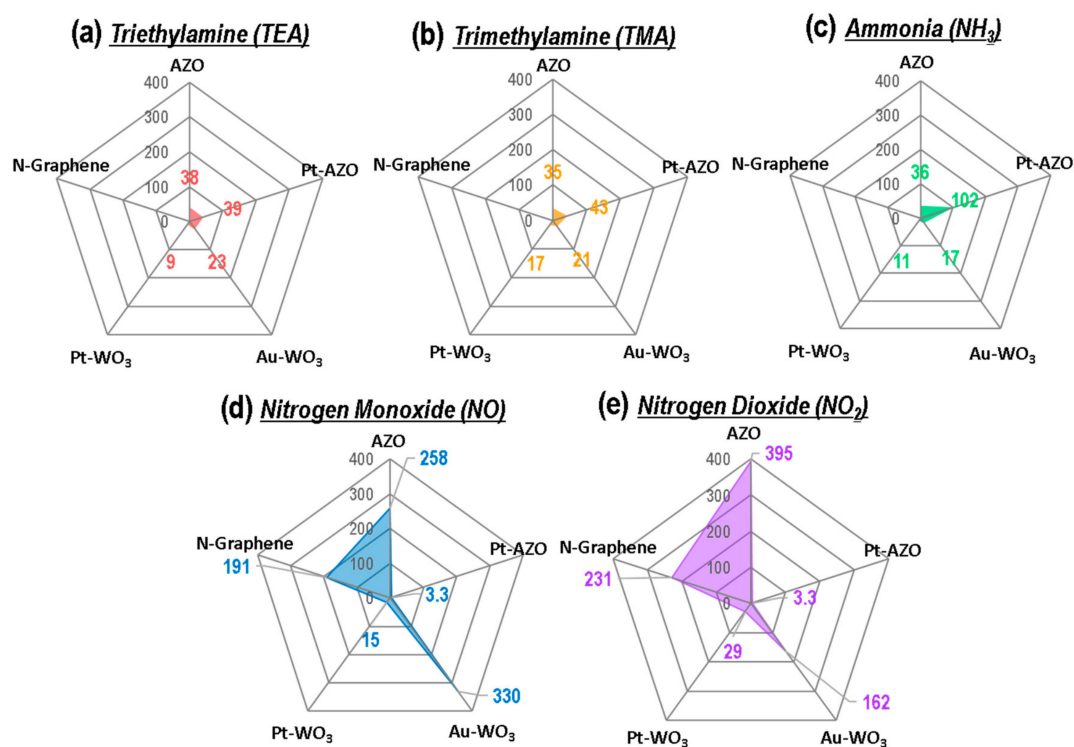 (a) Triethylamine (TEA)
AZO
400
300
200
100
0
N-Graphene
Pt-AZO
38
39
9
23
Pt-WO₃
Au-WO₃
(b) Trimethylamine (TMA)
AZO
400
300
200
100
0
N-Graphene
Pt-AZO
35
43
17
21
Pt-WO₃
Au-WO₃
(c) Ammonia (NH₃)
AZO
400
300
200
100
0
N-Graphene
Pt-AZO
36
102
11
17
Pt-WO₃
Au-WO₃
(d) Nitrogen Monoxide (NO)
AZO
400
258
300
200
100
0
N-Graphene
Pt-AZO
191
3.3
15
330
Pt-WO₃
Au-WO₃
(e) Nitrogen Dioxide (NO₂)
AZO
400
395
300
200
100
0
N-Graphene
Pt-AZO
231
3.3
29
162
Pt-WO₃
Au-WO₃